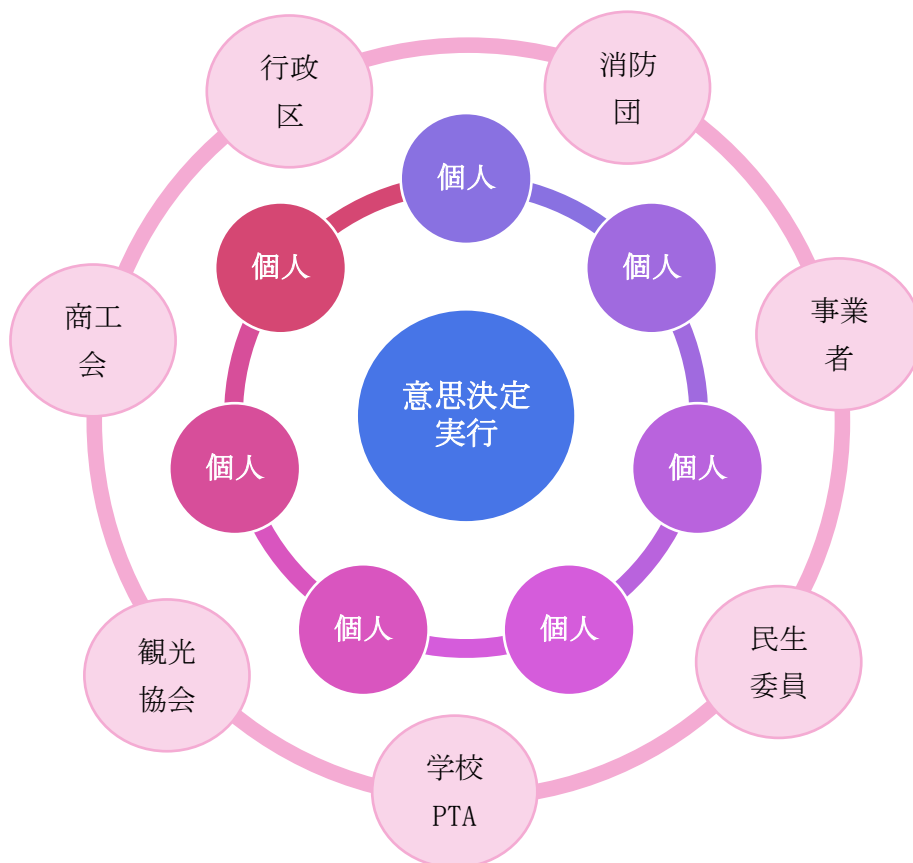 行政
区
消防
団
個人
個人
個人
商工
会
事業
者
意思決定
実行
個人
個人
個人
個人
観光
協会
民生
委員
学校
PTA